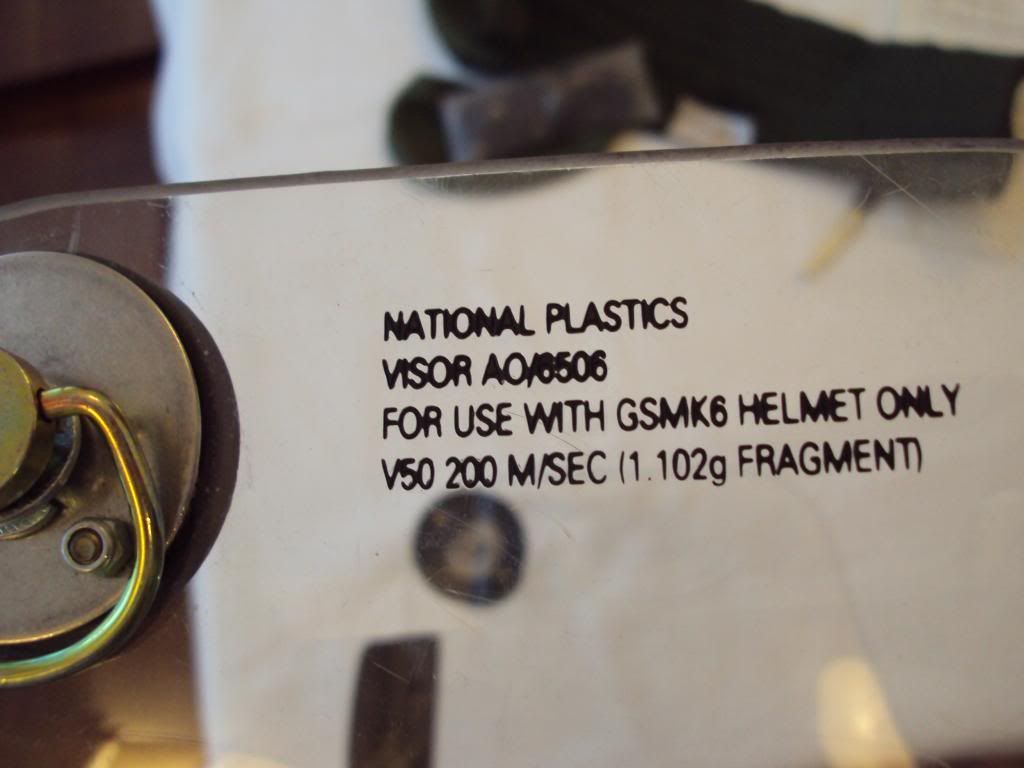 NATIONAL PLASTICS
VISOR AO/6506
FOR USE WITH GSMK6 HELMET ONLY
V50 200 M/SEC (1.102g FRAGMENT)